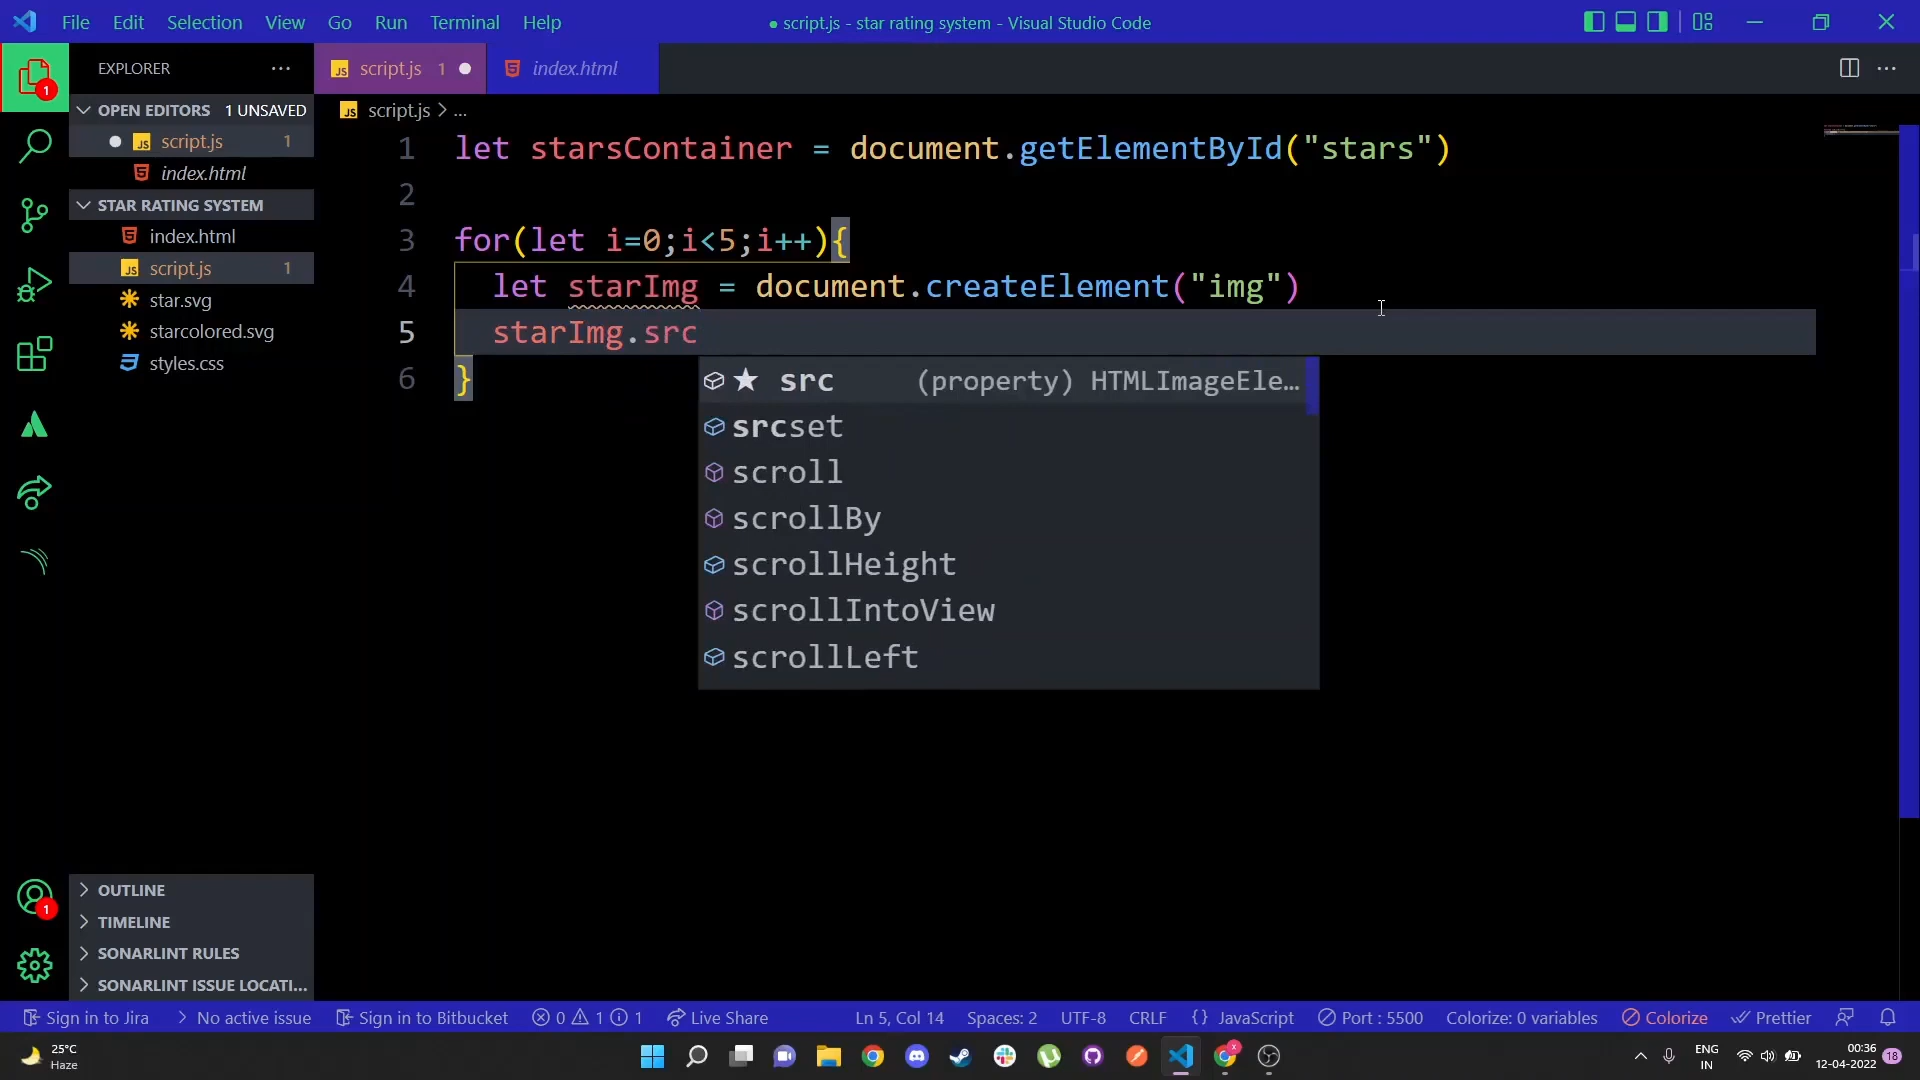 File Edit Selection View Go Run Terminal Help
● script.js - star rating system - Visual Studio Code
EXPLORER ...
OPEN EDITORS 1 UNSAVED
script.js 1
index.html
STAR RATING SYSTEM
index.html
script.js 1
star.svg
starcolored.svg
styles.css
OUTLINE
TIMELINE
SONARLINT RULES
SONARLINT ISSUE LOCATI...
JS script.js 1 ● index.html
JS script.js > ...
1 let starsContainer = document.getElementById("stars")
2
3 for(let i=0;i<5;i++){
4 let starImg = document.createElement("img")
5 starImg.src
6 }
★ src (property) HTMLImageEle...
srcset
scroll
scrollBy
scrollHeight
scrollIntoView
scrollLeft
1
1
Sign in to Jira > No active issue Sign in to Bitbucket 0 1 1 Live Share Ln 5, Col 14 Spaces: 2 UTF-8 CRLF {} JavaScript Port : 5500 Colorize: 0 variables Colorize Prettier
25°C
Haze
ENG
IN
00:36
12-04-2022
18